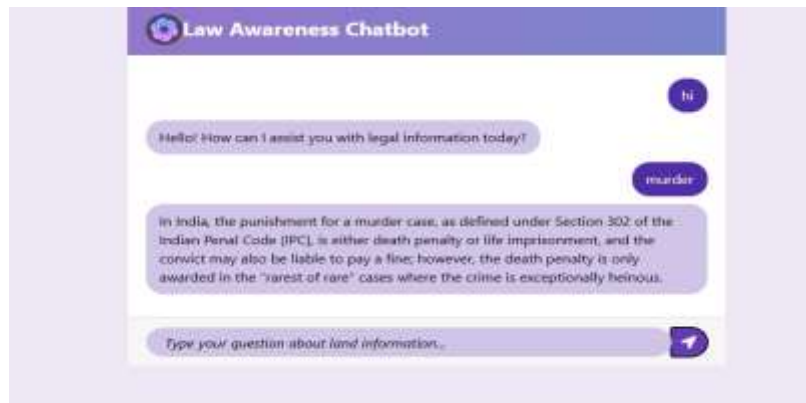 Law Awareness Chatbot
hi
Hello! How can I assist you with legal information today?
murder
In India, the punishment for a murder case, as defined under Section 302 of the
Indian Penal Code (IPC), is either death penalty or life imprisonment, and the
convict may also be liable to pay a fine; however, the death penalty is only
awarded in the "rarest of rare" cases where the crime is exceptionally heinous.
Type your question about land information...